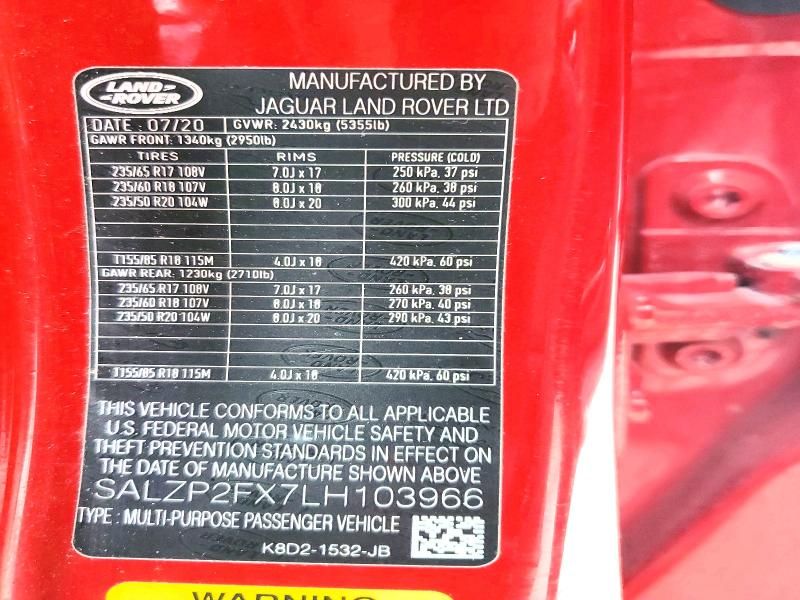 LAND-
-ROVER
MANUFACTURED BY
JAGUAR LAND ROVER LTD
DATE: 07/20 GVWR: 2430kg (5355lb)
GAWR FRONT: 1340kg (2950lb)
TIRES RIMS PRESSURE (COLD)
235/65 R17 108V 7.0J x 17 250 kPa, 37 psi
235/60 R18 107V 8.0J x 18 260 kPa, 38 psi
235/50 R20 104W 8.0J x 20 300 kPa, 44 psi
T155/85 R18 115M 4.0J x 18 420 kPa, 60 psi
GAWR REAR: 1230kg (2710lb)
235/65 R17 108V 7.0J x 17 260 kPa, 38 psi
235/60 R18 107V 8.0J x 18 270 kPa, 40 psi
235/50 R20 104W 8.0J x 20 290 kPa, 43 psi
T155/85 R18 115M 4.0J x 18 420 kPa, 60 psi
THIS VEHICLE CONFORMS TO ALL APPLICABLE
U.S. FEDERAL MOTOR VEHICLE SAFETY AND
THEFT PREVENTION STANDARDS IN EFFECT ON
THE DATE OF MANUFACTURE SHOWN ABOVE
SALZP2FX7LH103966
TYPE: MULTI-PURPOSE PASSENGER VEHICLE
K8D2-1532-JB
WARNING